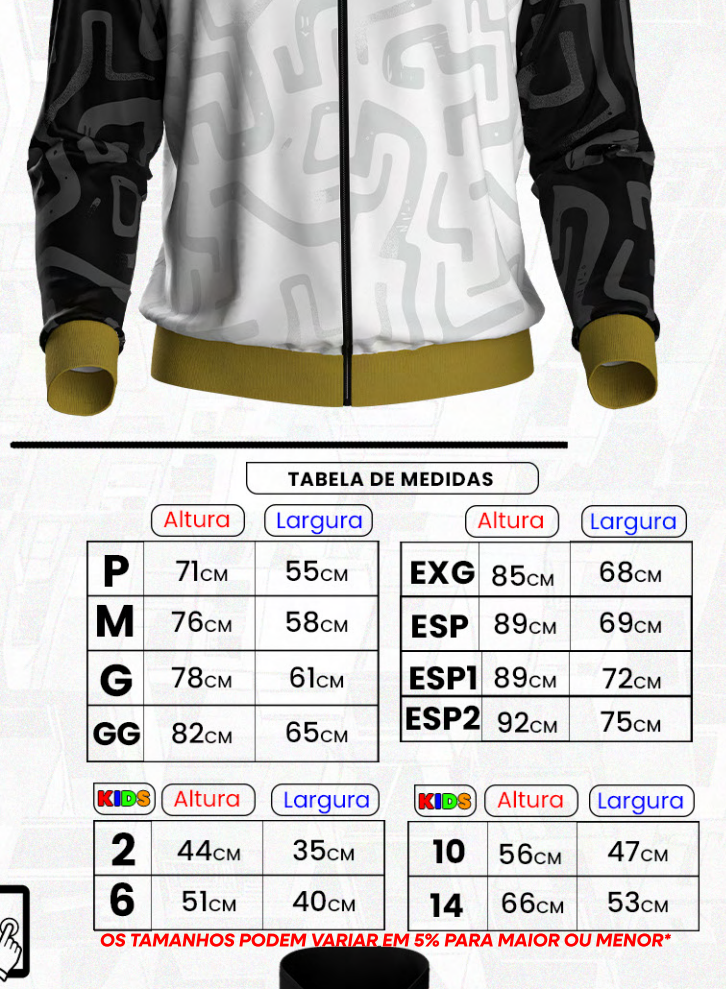 TABELA DE MEDIDAS
Altura Largura
P 71CM 55CM
M 76CM 58CM
G 78CM 61CM
GG 82CM 65CM
Altura Largura
EXG 85CM 68CM
ESP 89CM 69CM
ESP1 89CM 72CM
ESP2 92CM 75CM
KIDS Altura Largura
2 44CM 35CM
6 51CM 40CM
KIDS Altura Largura
10 56CM 47CM
14 66CM 53CM
OS TAMANHOS PODEM VARIAR EM 5% PARA MAIOR OU MENOR*